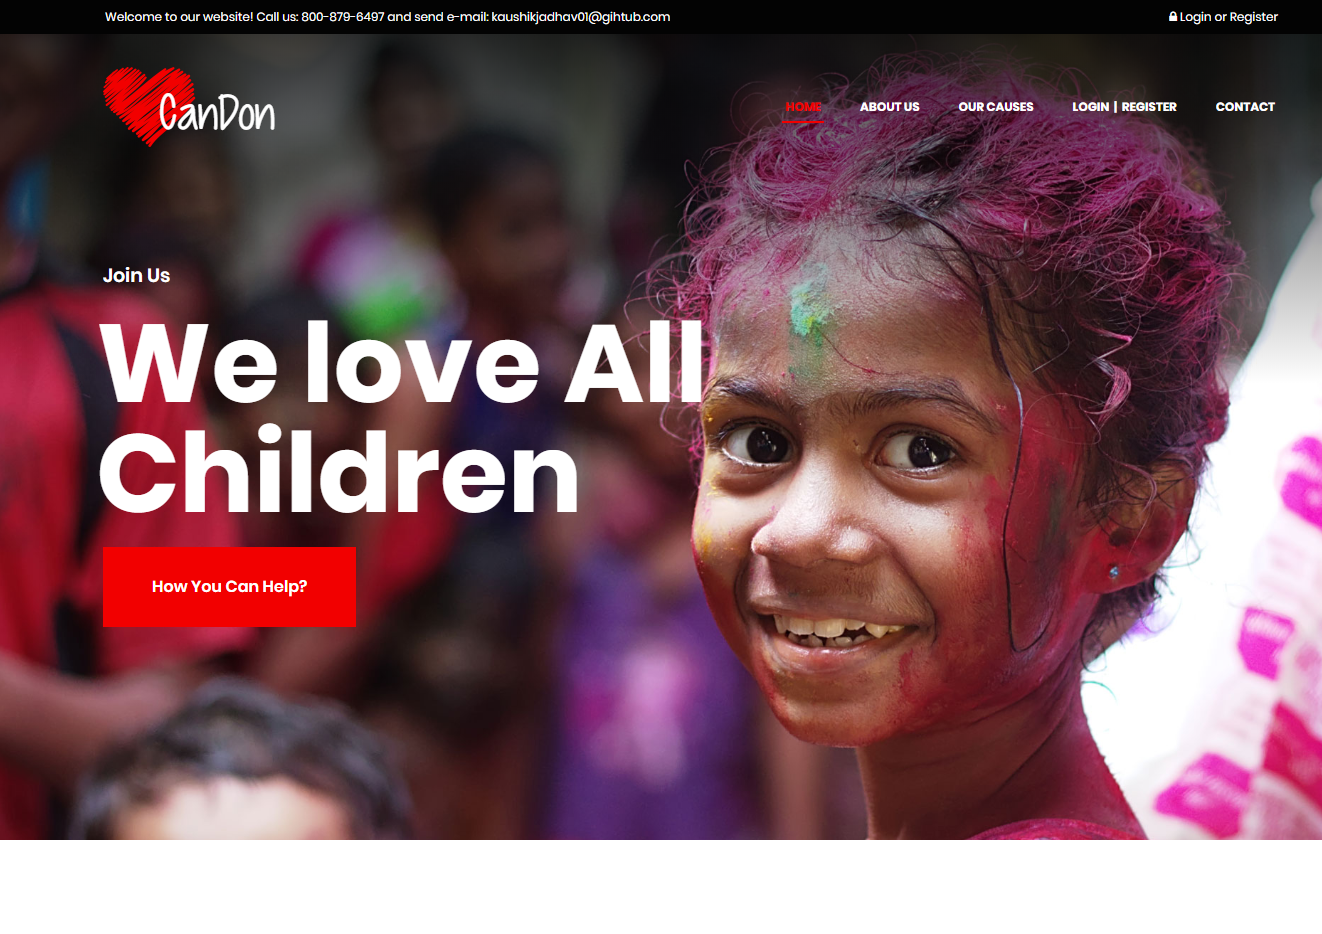 Welcome to our website! Call us: 800-879-6497 and send e-mail: kaushikjadhav01@gihtub.com
Login or Register
CanDon
HOME
ABOUT US
OUR CAUSES
LOGIN | REGISTER
CONTACT
Join Us
We love All
Children
How You Can Help?